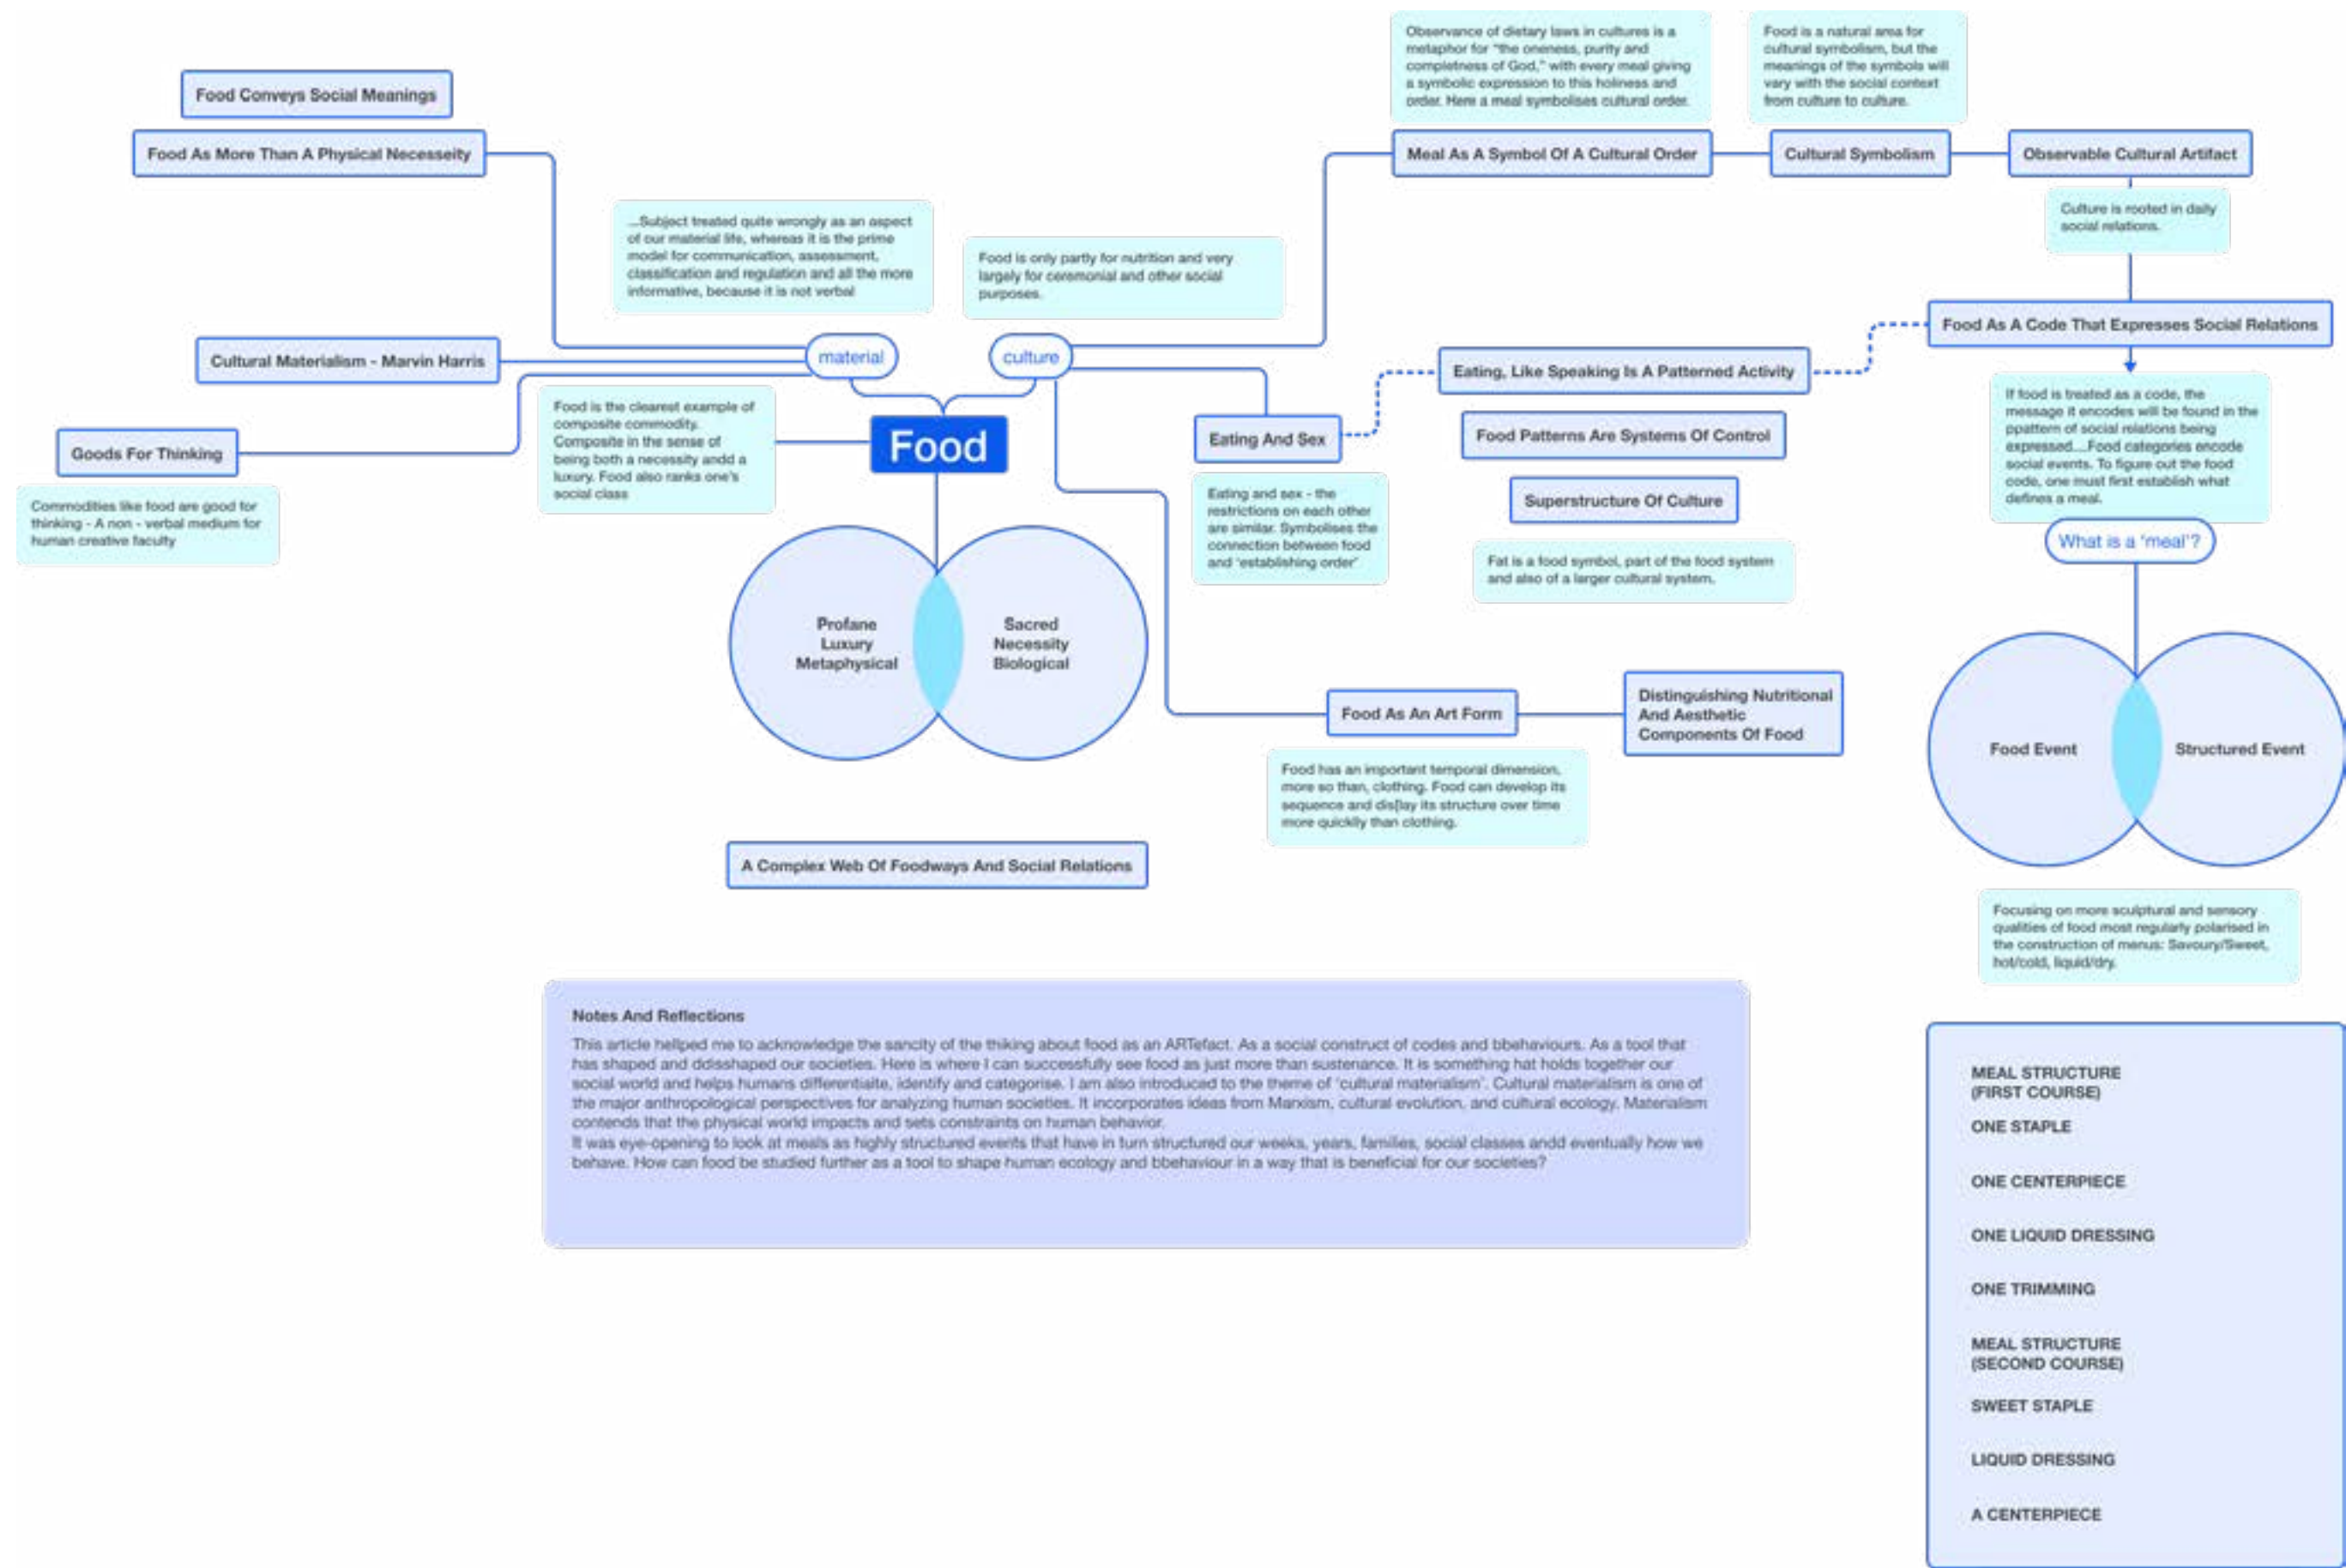 Food Conveys Social Meanings
Food As More Than A Physical Necesseity
...Subject treated quite wrongly as an aspect
of our material life, whereas it is the prime
model for communication, assessment,
classification and regulation and all the more
informative, because it is not verbal
Food is only partly for nutrition and very
largely for ceremonial and other social
purposes.
Cultural Materialism - Marvin Harris
material
culture
Goods For Thinking
Commodities like food are good for
thinking - A non - verbal medium for
human creative faculty
Food is the clearest example of
composite commodity.
Composite in the sense of
being both a necessity andd a
luxury. Food also ranks one's
social class
Food
Profane
Luxury
Metaphysical
Sacred
Necessity
Biological
A Complex Web Of Foodways And Social Relations
Observance of dietary laws in cultures is a
metaphor for "the oneness, purity and
completness of God," with every meal giving
a symbolic expression to this holiness and
order. Here a meal symbolises cultural order.
Food is a natural area for
cultural symbolism, but the
meanings of the symbols will
vary with the social context
from culture to culture.
Meal As A Symbol Of A Cultural Order
Cultural Symbolism
Observable Cultural Artifact
Culture is rooted in daily
social relations.
Food As A Code That Expresses Social Relations
Eating, Like Speaking Is A Patterned Activity
Eating And Sex
Food Patterns Are Systems Of Control
Superstructure Of Culture
Eating and sex - the
restrictions on each other
are similar. Symbolises the
connection between food
and 'establishing order'
Fat is a food symbol, part of the food system
and also of a larger cultural system.
If food is treated as a code, the
message it encodes will be found in the
ppattern of social relations being
expressed....Food categories encode
social events. To figure out the food
code, one must first establish what
defines a meal.
What is a 'meal'?
Food As An Art Form
Distinguishing Nutritional
And Aesthetic
Components Of Food
Food has an important temporal dimension,
more so than, clothing. Food can develop its
sequence and dis[lay its structure over time
more quicklly than clothing.
Food Event
Structured Event
Focusing on more sculptural and sensory
qualities of food most regularly polarised in
the construction of menus: Savoury/Sweet,
hot/cold, liquid/dry.
Notes And Reflections
This article hellped me to acknowledge the sancity of the thiking about food as an ARTefact. As a social construct of codes and bbehaviours. As a tool that
has shaped and ddisshaped our societies. Here is where I can successfully see food as just more than sustenance. It is something hat holds together our
social world and helps humans differentiaite, identify and categorise. I am also introduced to the theme of 'cultural materialism'. Cultural materialism is one of
the major anthropological perspectives for analyzing human societies. It incorporates ideas from Marxism, cultural evolution, and cultural ecology. Materialism
contends that the physical world impacts and sets constraints on human behavior.
It was eye-opening to look at meals as highly structured events that have in turn structured our weeks, years, families, social classes andd eventually how we
behave. How can food be studied further as a tool to shape human ecology and bbehaviour in a way that is beneficial for our societies?
MEAL STRUCTURE
(FIRST COURSE)
ONE STAPLE
ONE CENTERPIECE
ONE LIQUID DRESSING
ONE TRIMMING
MEAL STRUCTURE
(SECOND COURSE)
SWEET STAPLE
LIQUID DRESSING
A CENTERPIECE